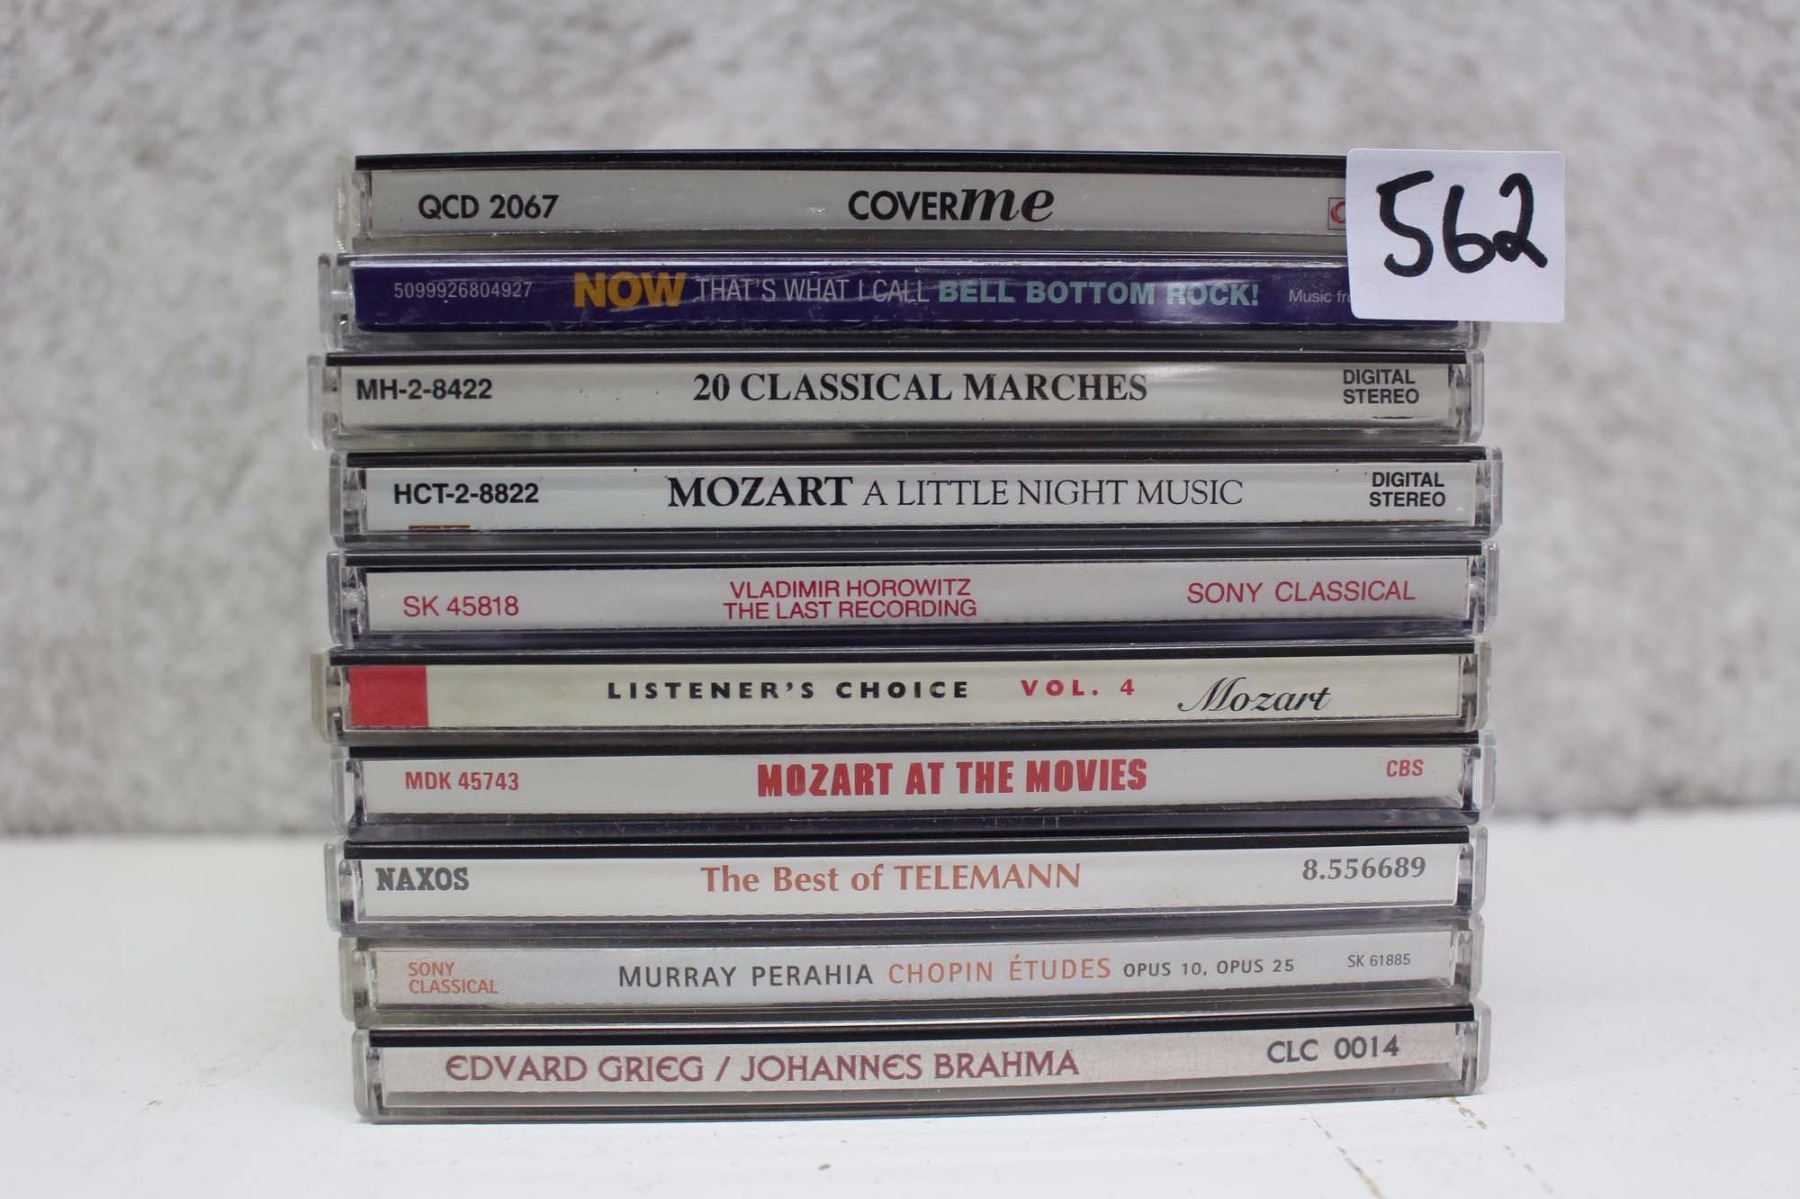 QCD 2067 COVERme
562
5099926804927 NOW THAT'S WHAT I CALL BELL BOTTOM ROCK! Music
MH-2-8422 20 CLASSICAL MARCHES DIGITAL STEREO
HCT-2-8822 MOZART A LITTLE NIGHT MUSIC DIGITAL STEREO
SK 45818 VLADIMIR HOROWITZ THE LAST RECORDING SONY CLASSICAL
LISTENER'S CHOICE VOL. 4 Mozart
MDK 45743 MOZART AT THE MOVIES CBS
NAXOS The Best of TELEMANN 8.556689
SONY CLASSICAL MURRAY PERAHIA CHOPIN ÉTUDES OPUS 10, OPUS 25 SK 61885
EDVARD GRIEG / JOHANNES BRAHMA CLC 0014